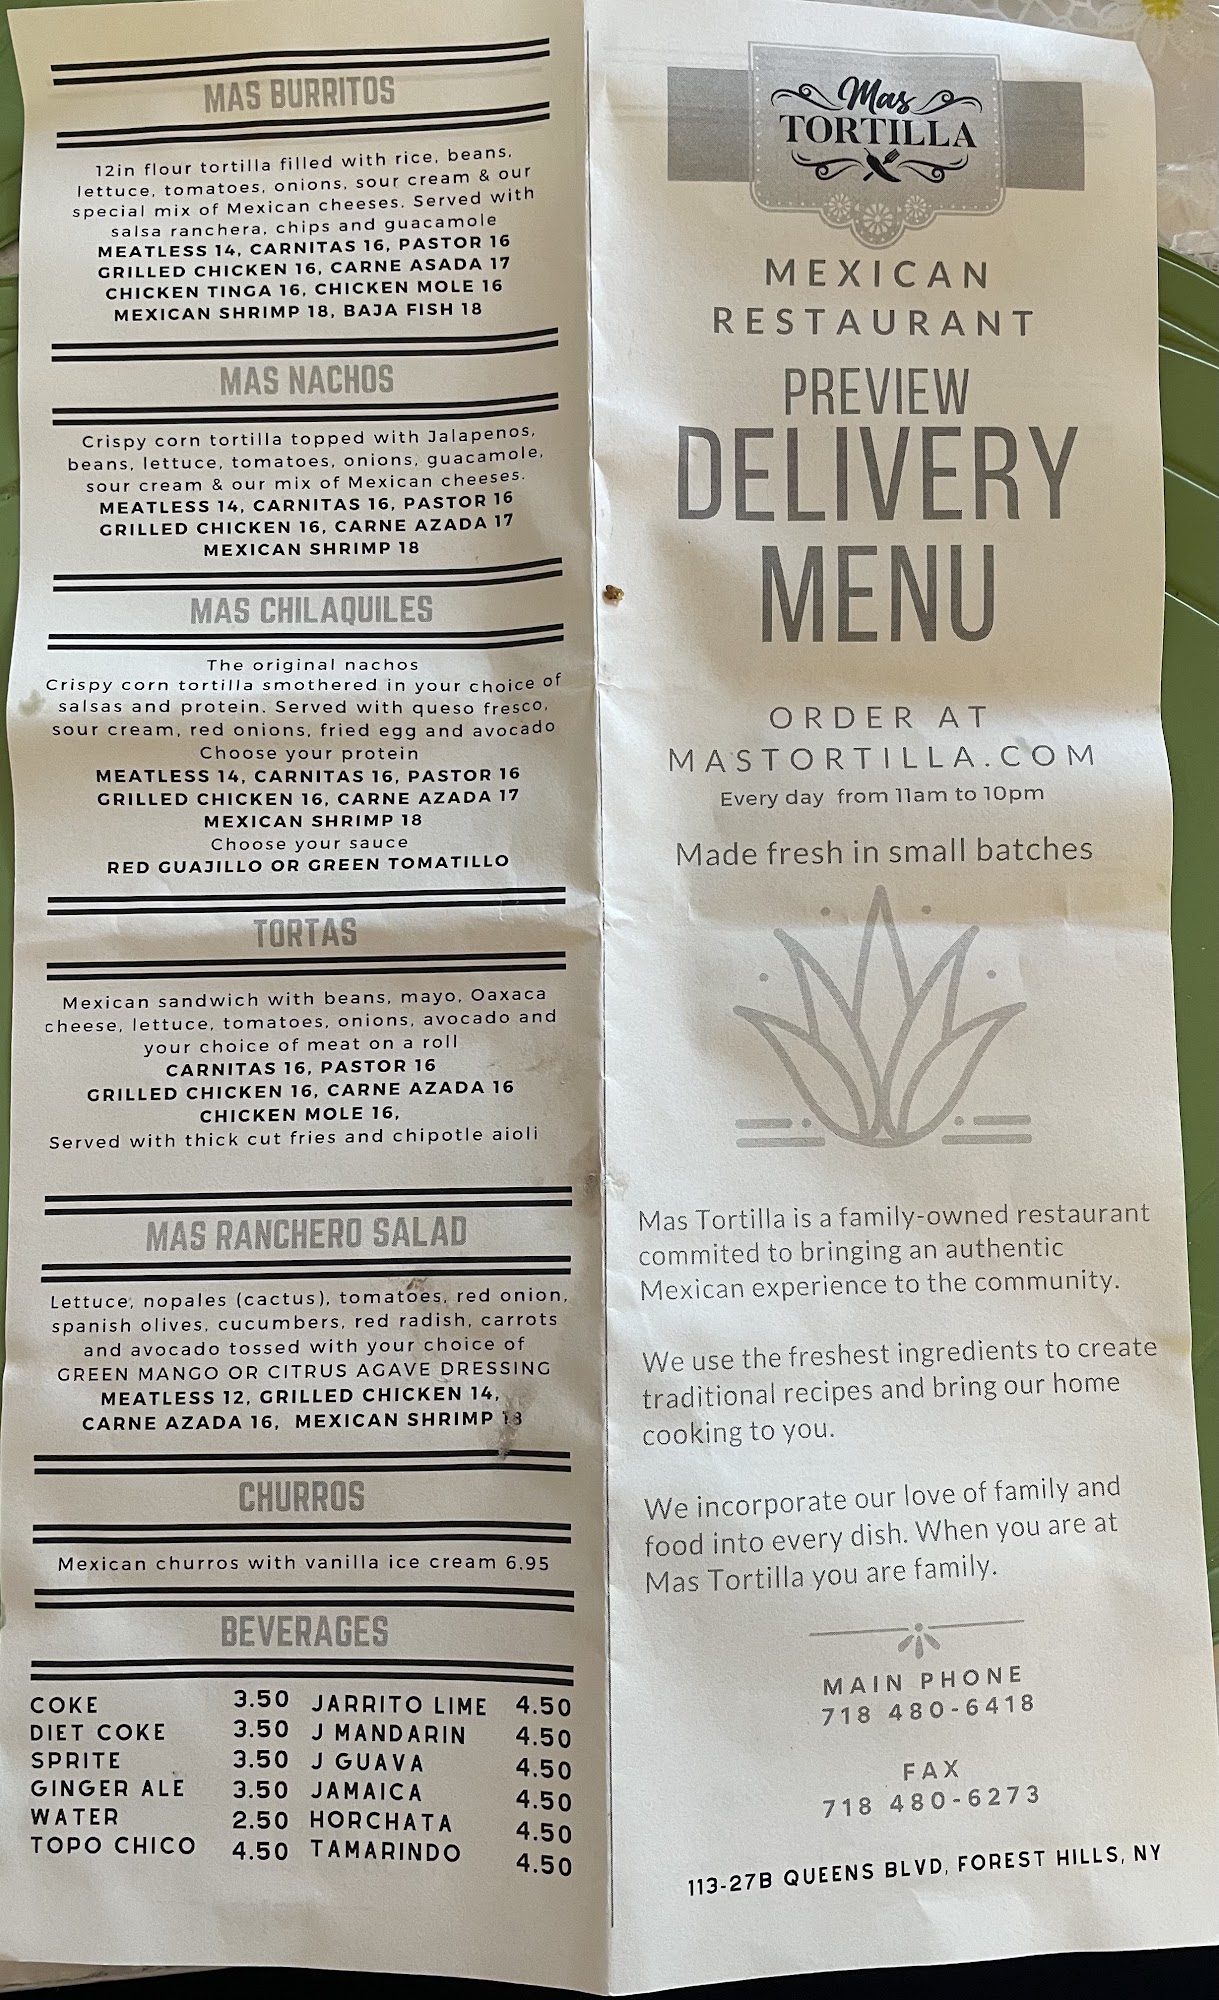 MAS BURRITOS
12in flour tortilla filled with rice, beans,
lettuce, tomatoes, onions, sour cream & our
special mix of Mexican cheeses. Served with
salsa ranchera, chips and guacamole
MEATLESS 14, CARNITAS 16, PASTOR 16
GRILLED CHICKEN 16, CARNE ASADA 17
CHICKEN TINGA 16, CHICKEN MOLE 16
MEXICAN SHRIMP 18, BAJA FISH 18
MAS NACHOS
Crispy corn tortilla topped with Jalapenos,
beans, lettuce, tomatoes, onions, guacamole,
sour cream & our mix of Mexican cheeses.
MEATLESS 14, CARNITAS 16, PASTOR 16
GRILLED CHICKEN 16, CARNE AZADA 17
MEXICAN SHRIMP 18
MAS CHILAQUILES
The original nachos
Crispy corn tortilla smothered in your choice of
salsas and protein. Served with queso fresco,
sour cream, red onions, fried egg and avocado
Choose your protein
MEATLESS 14, CARNITAS 16, PASTOR 16
GRILLED CHICKEN 16, CARNE AZADA 17
MEXICAN SHRIMP 18
Choose your sauce
RED GUAJILLO OR GREEN TOMATILLO
TORTAS
Mexican sandwich with beans, mayo, Oaxaca
cheese, lettuce, tomatoes, onions, avocado and
your choice of meat on a roll
CARNITAS 16, PASTOR 16
GRILLED CHICKEN 16, CARNE AZADA 16
CHICKEN MOLE 16,
Served with thick cut fries and chipotle aioli
MAS RANCHERO SALAD
Lettuce, nopales (cactus), tomatoes, red onion,
spanish olives, cucumbers, red radish, carrots
and avocado tossed with your choice of
GREEN MANGO OR CITRUS AGAVE DRESSING
MEATLESS 12, GRILLED CHICKEN 14,
CARNE AZADA 16, MEXICAN SHRIMP 18
CHURROS
Mexican churros with vanilla ice cream 6.95
BEVERAGES
COKE 3.50 JARRITO LIME 4.50
DIET COKE 3.50 J MANDARIN 4.50
SPRITE 3.50 J GUAVA 4.50
GINGER ALE 3.50 JAMAICA 4.50
WATER 2.50 HORCHATA 4.50
TOPO CHICO 4.50 TAMARINDO 4.50
Mas
TORTILLA
MEXICAN
RESTAURANT
PREVIEW
DELIVERY
MENU
ORDER AT
MASTORTILLA.COM
Every day from 11am to 10pm
Made fresh in small batches
Mas Tortilla is a family-owned restaurant
commited to bringing an authentic
Mexican experience to the community.
We use the freshest ingredients to create
traditional recipes and bring our home
cooking to you.
We incorporate our love of family and
food into every dish. When you are at
Mas Tortilla you are family.
MAIN PHONE
718 480-6418
FAX
718 480-6273
113-27B QUEENS BLVD, FOREST HILLS, NY